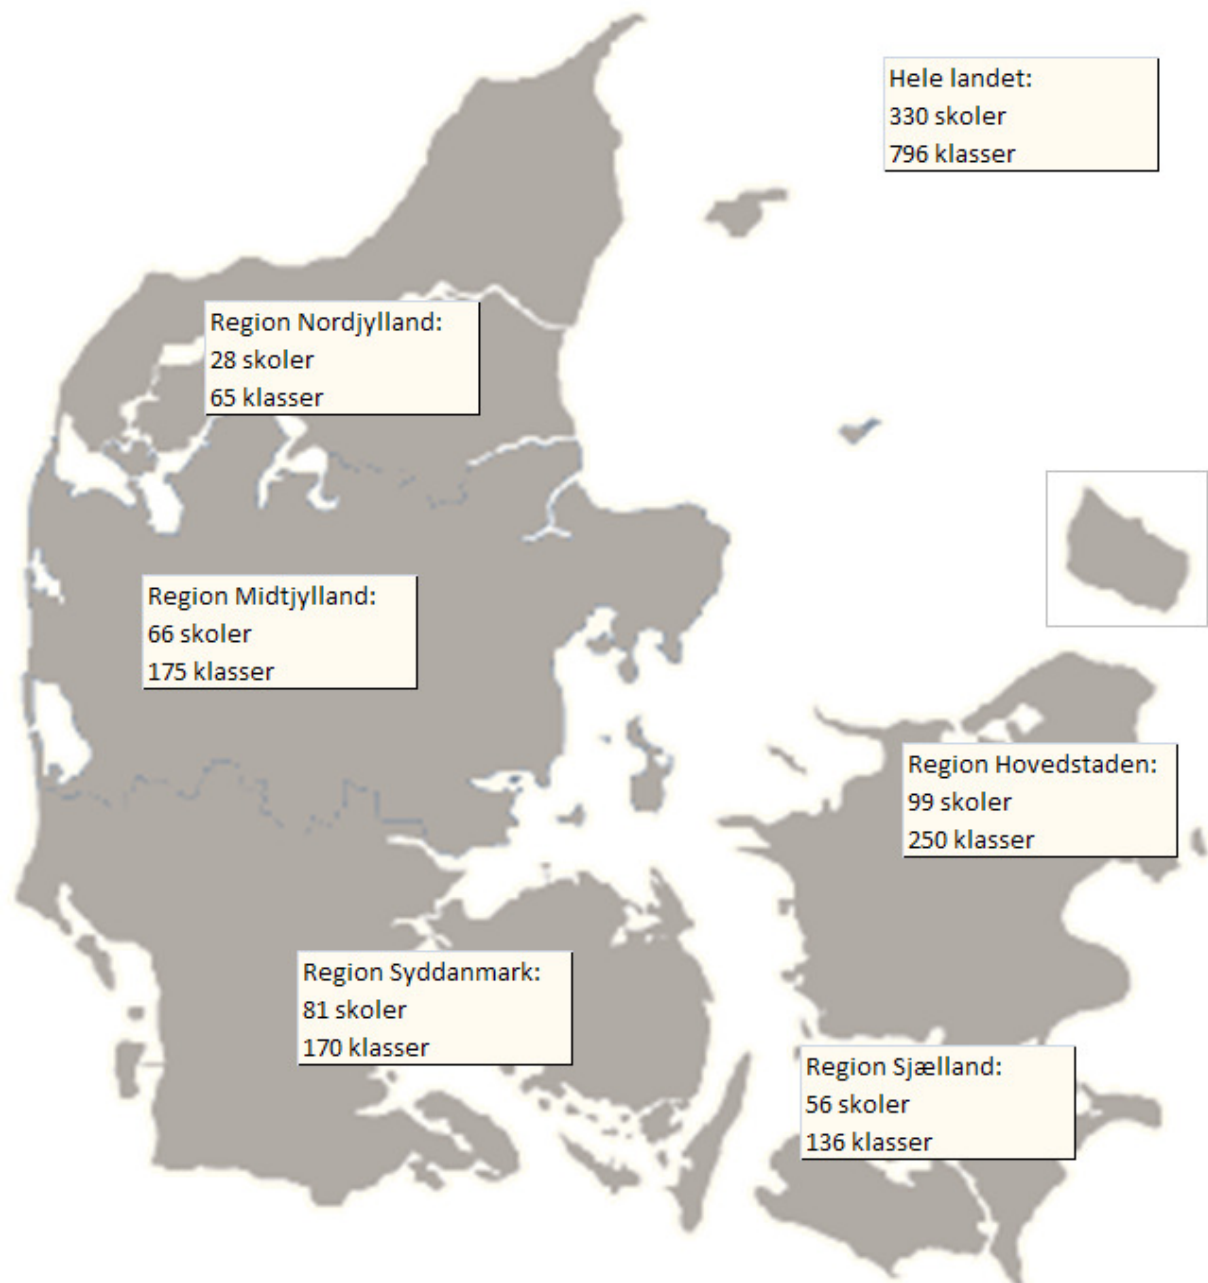 Hele landet:
330 skoler
796 klasser
Region Nordjylland:
28 skoler
65 klasser
Region Midtjylland:
66 skoler
175 klasser
Region Hovedstaden:
99 skoler
250 klasser
Region Syddanmark:
81 skoler
170 klasser
Region Sjælland:
56 skoler
136 klasser